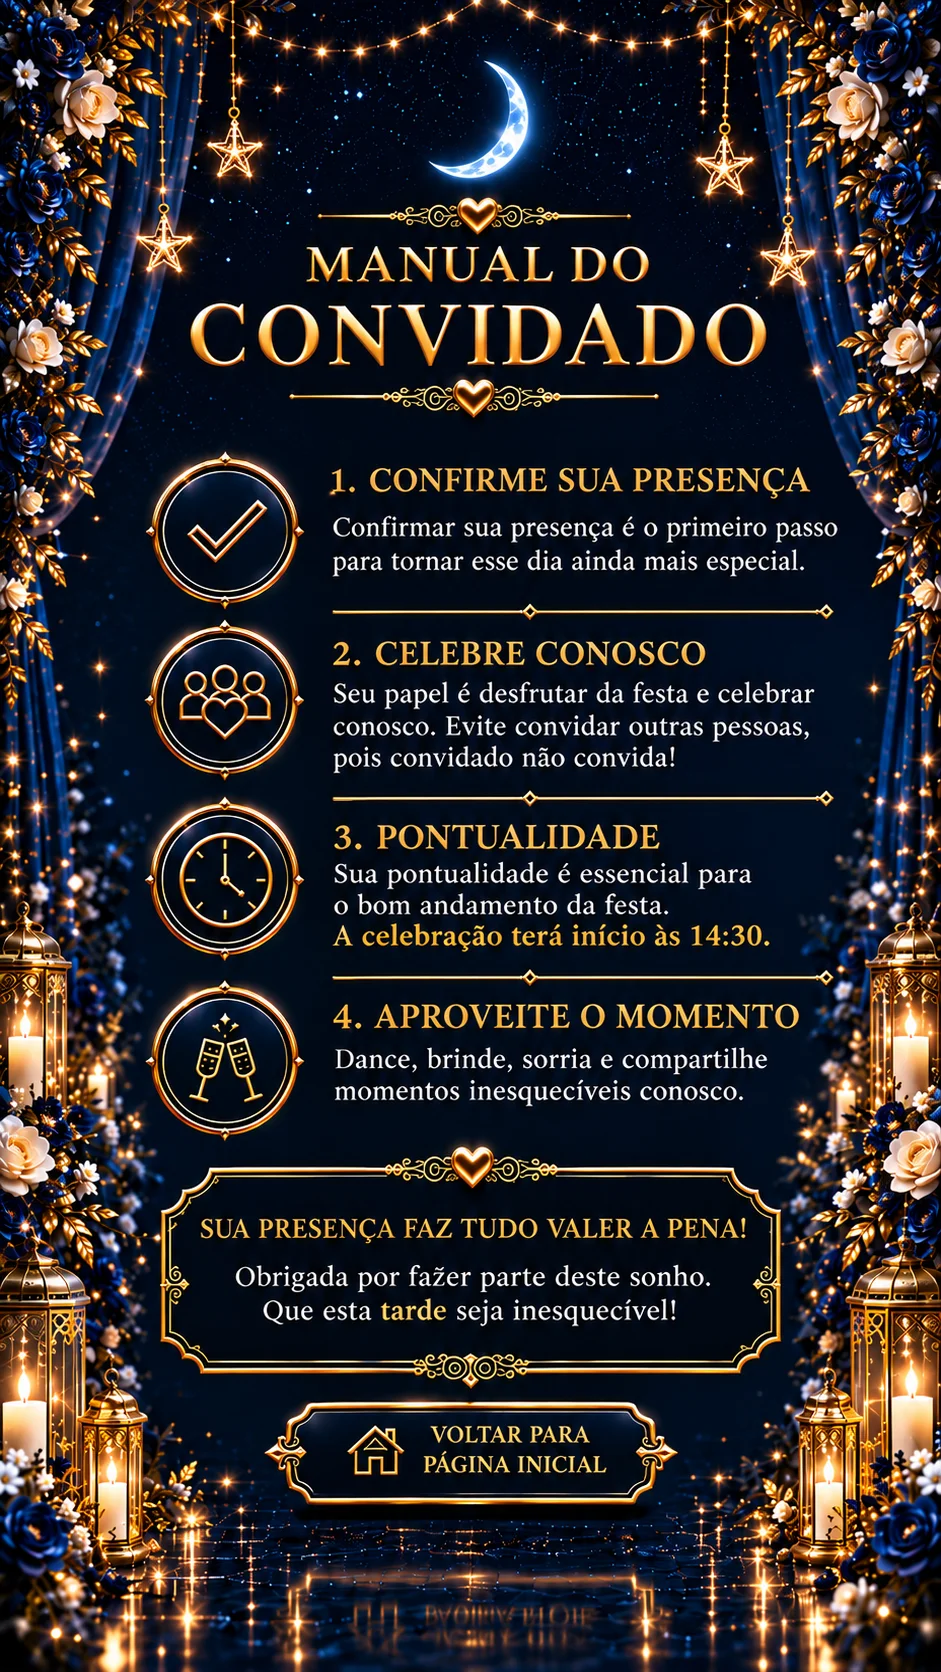 MANUAL DO
CONVIDADO
1. CONFIRME SUA PRESENÇA
Confirmar sua presença é o primeiro passo
para tornar esse dia ainda mais especial.
2. CELEBRE CONOSCO
Seu papel é desfrutar da festa e celebrar
conosco. Evite convidar outras pessoas,
pois convidado não convida!
3. PONTUALIDADE
Sua pontualidade é essencial para
o bom andamento da festa.
A celebração terá início às 14:30.
4. APROVEITE O MOMENTO
Dance, brinde, sorria e compartilhe
momentos inesquecíveis conosco.
SUA PRESENÇA FAZ TUDO VALER A PENA!
Obrigada por fažer parte deste sonho.
Que esta tarde seja inesquecível!
VOLTAR PARA
PÁGINA INICIAL